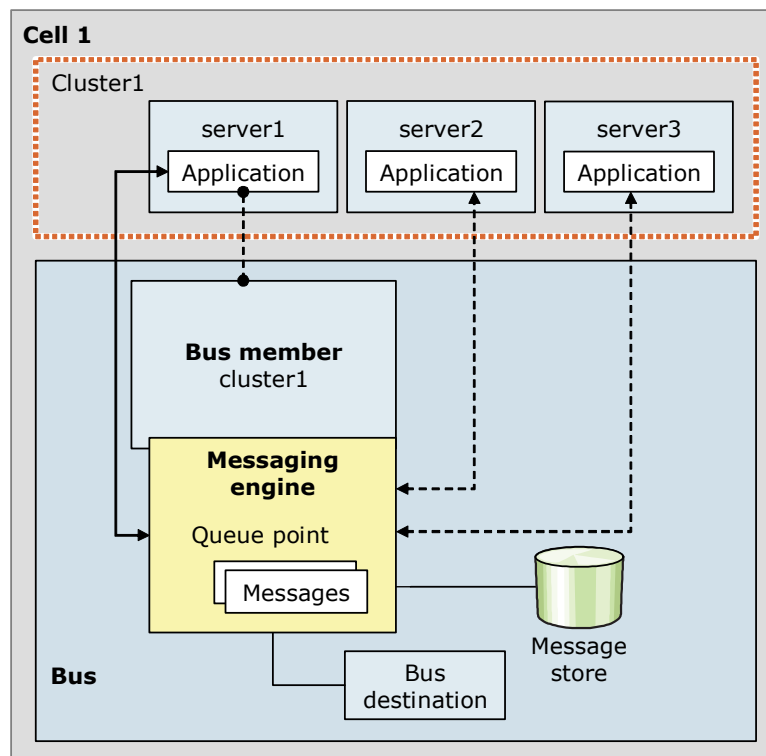 Cell 1
Cluster1
server1
server2
server3
Application
Application
Application
Bus member
cluster1
Messaging
engine
Queue point
Messages
Message
store
Bus
destination
Bus